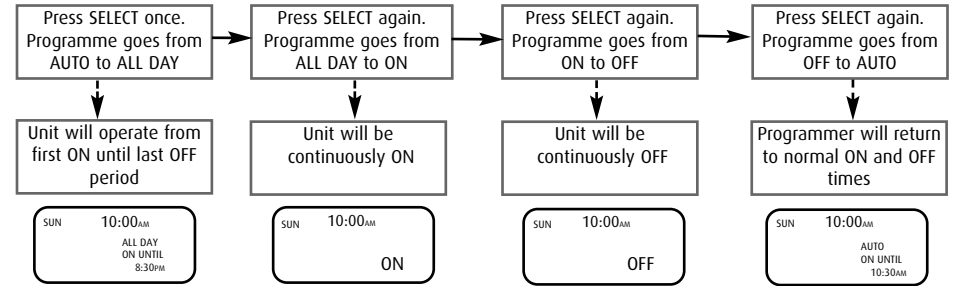 Press SELECT once.
Programme goes from
AUTO to ALL DAY
Press SELECT again.
Programme goes from
ALL DAY to ON
Press SELECT again.
Programme goes from
ON to OFF
Press SELECT again.
Programme goes from
OFF to AUTO
Unit will operate from
first ON until last OFF
period
Unit will be
continuously ON
Unit will be
continuously OFF
Programmer will return
to normal ON and OFF
times
SUN 10:00AM
ALL DAY
ON UNTIL
8:30PM
SUN 10:00AM
ON
SUN 10:00AM
OFF
SUN 10:00AM
AUTO
ON UNTIL
10:30AM